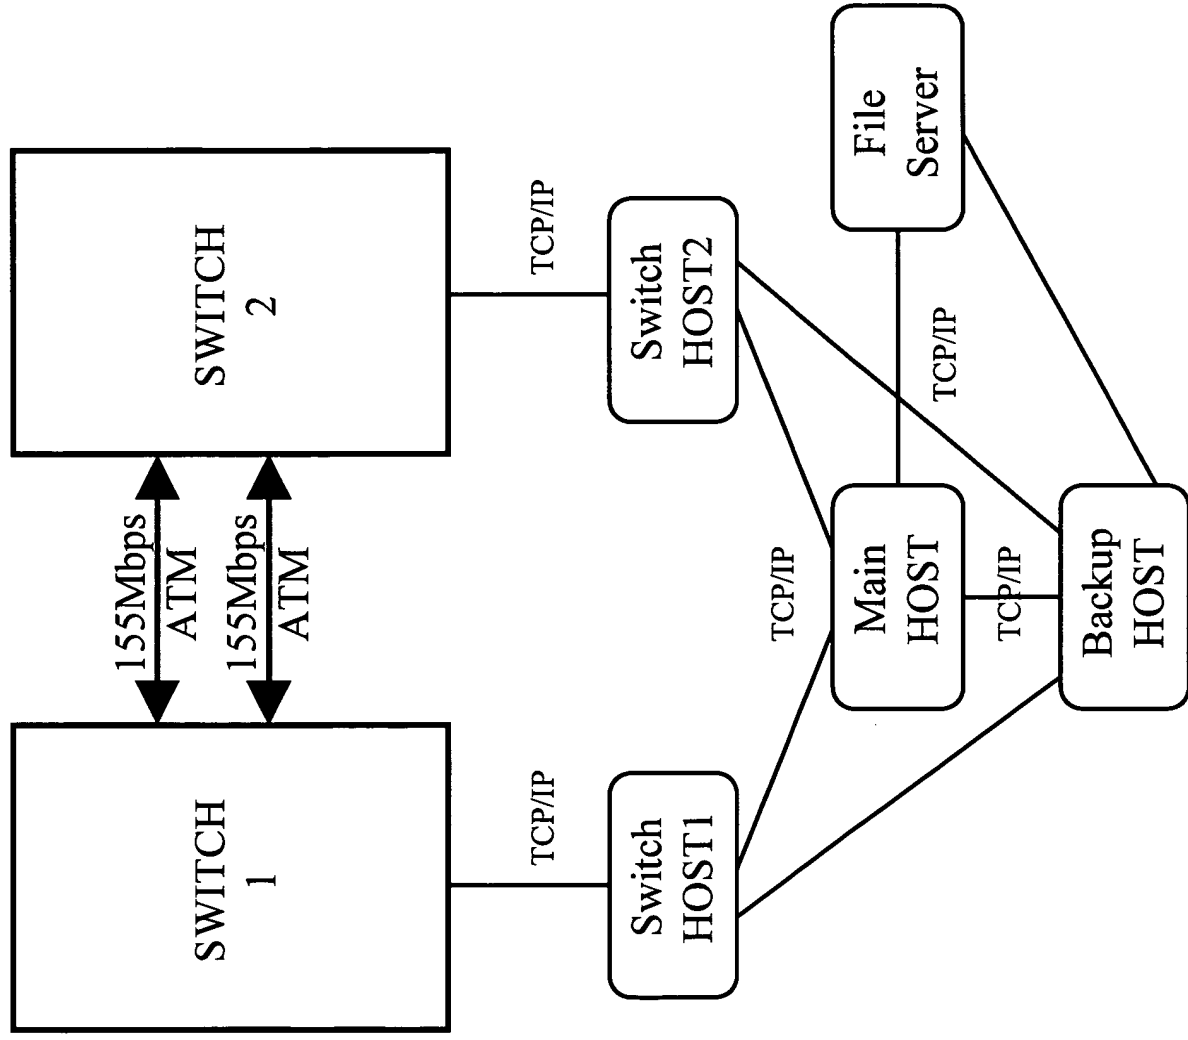 SWITCH
1
155Mbps
ATM
155Mbps
ATM
SWITCH
2
TCP/IP
TCP/IP
Switch
HOST1
Switch
HOST2
TCP/IP
Main
HOST
TCP/IP
File
Server
TCP/IP
Backup
HOST